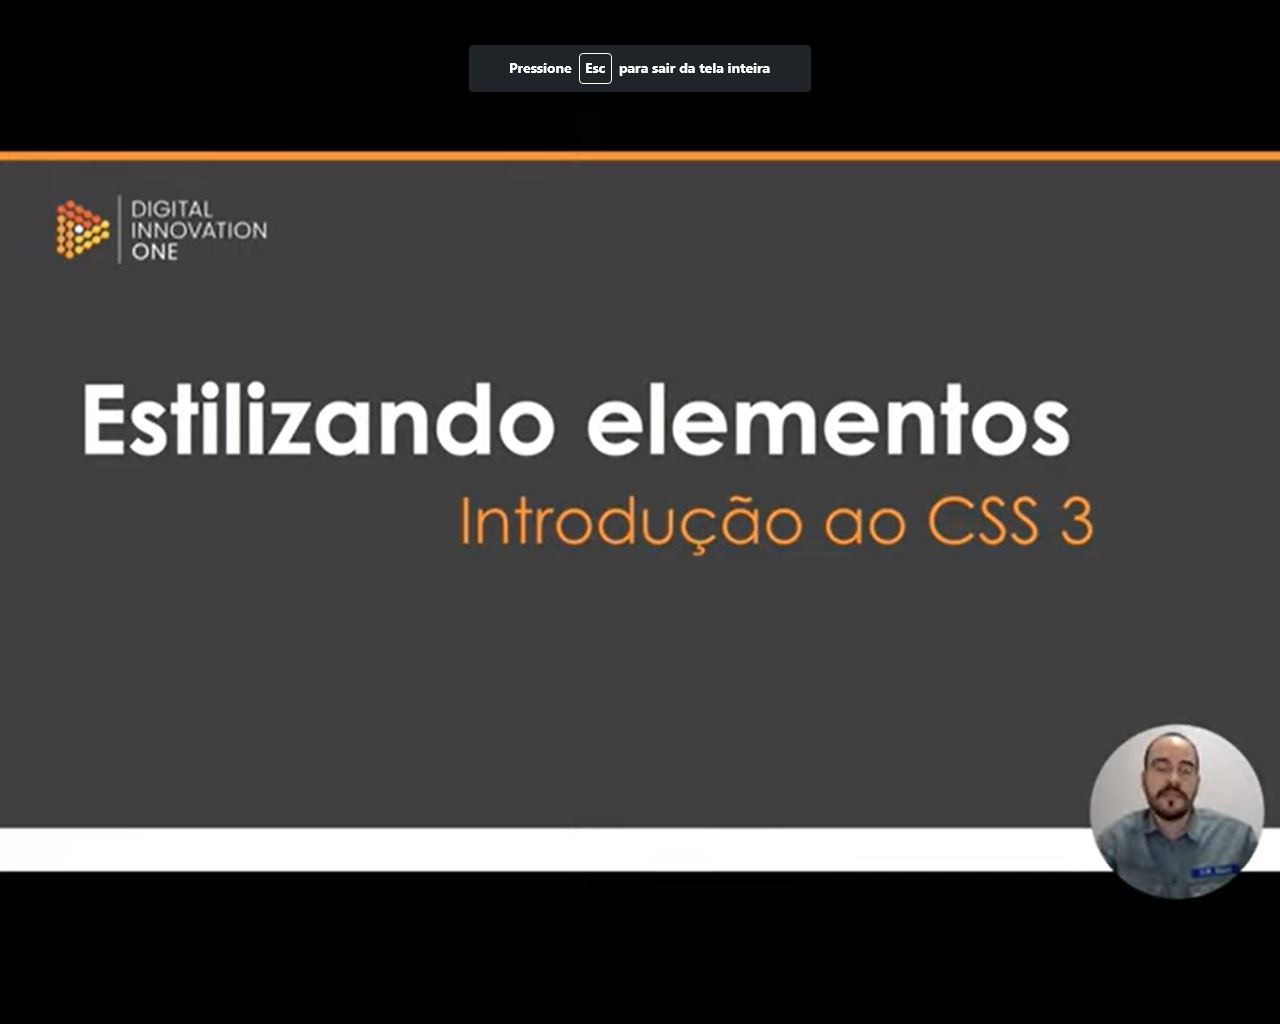 Pressione Esc para sair da tela inteira
DIGITAL
INNOVATION
ONE
Estilizando elementos
Introdução ao CSS 3